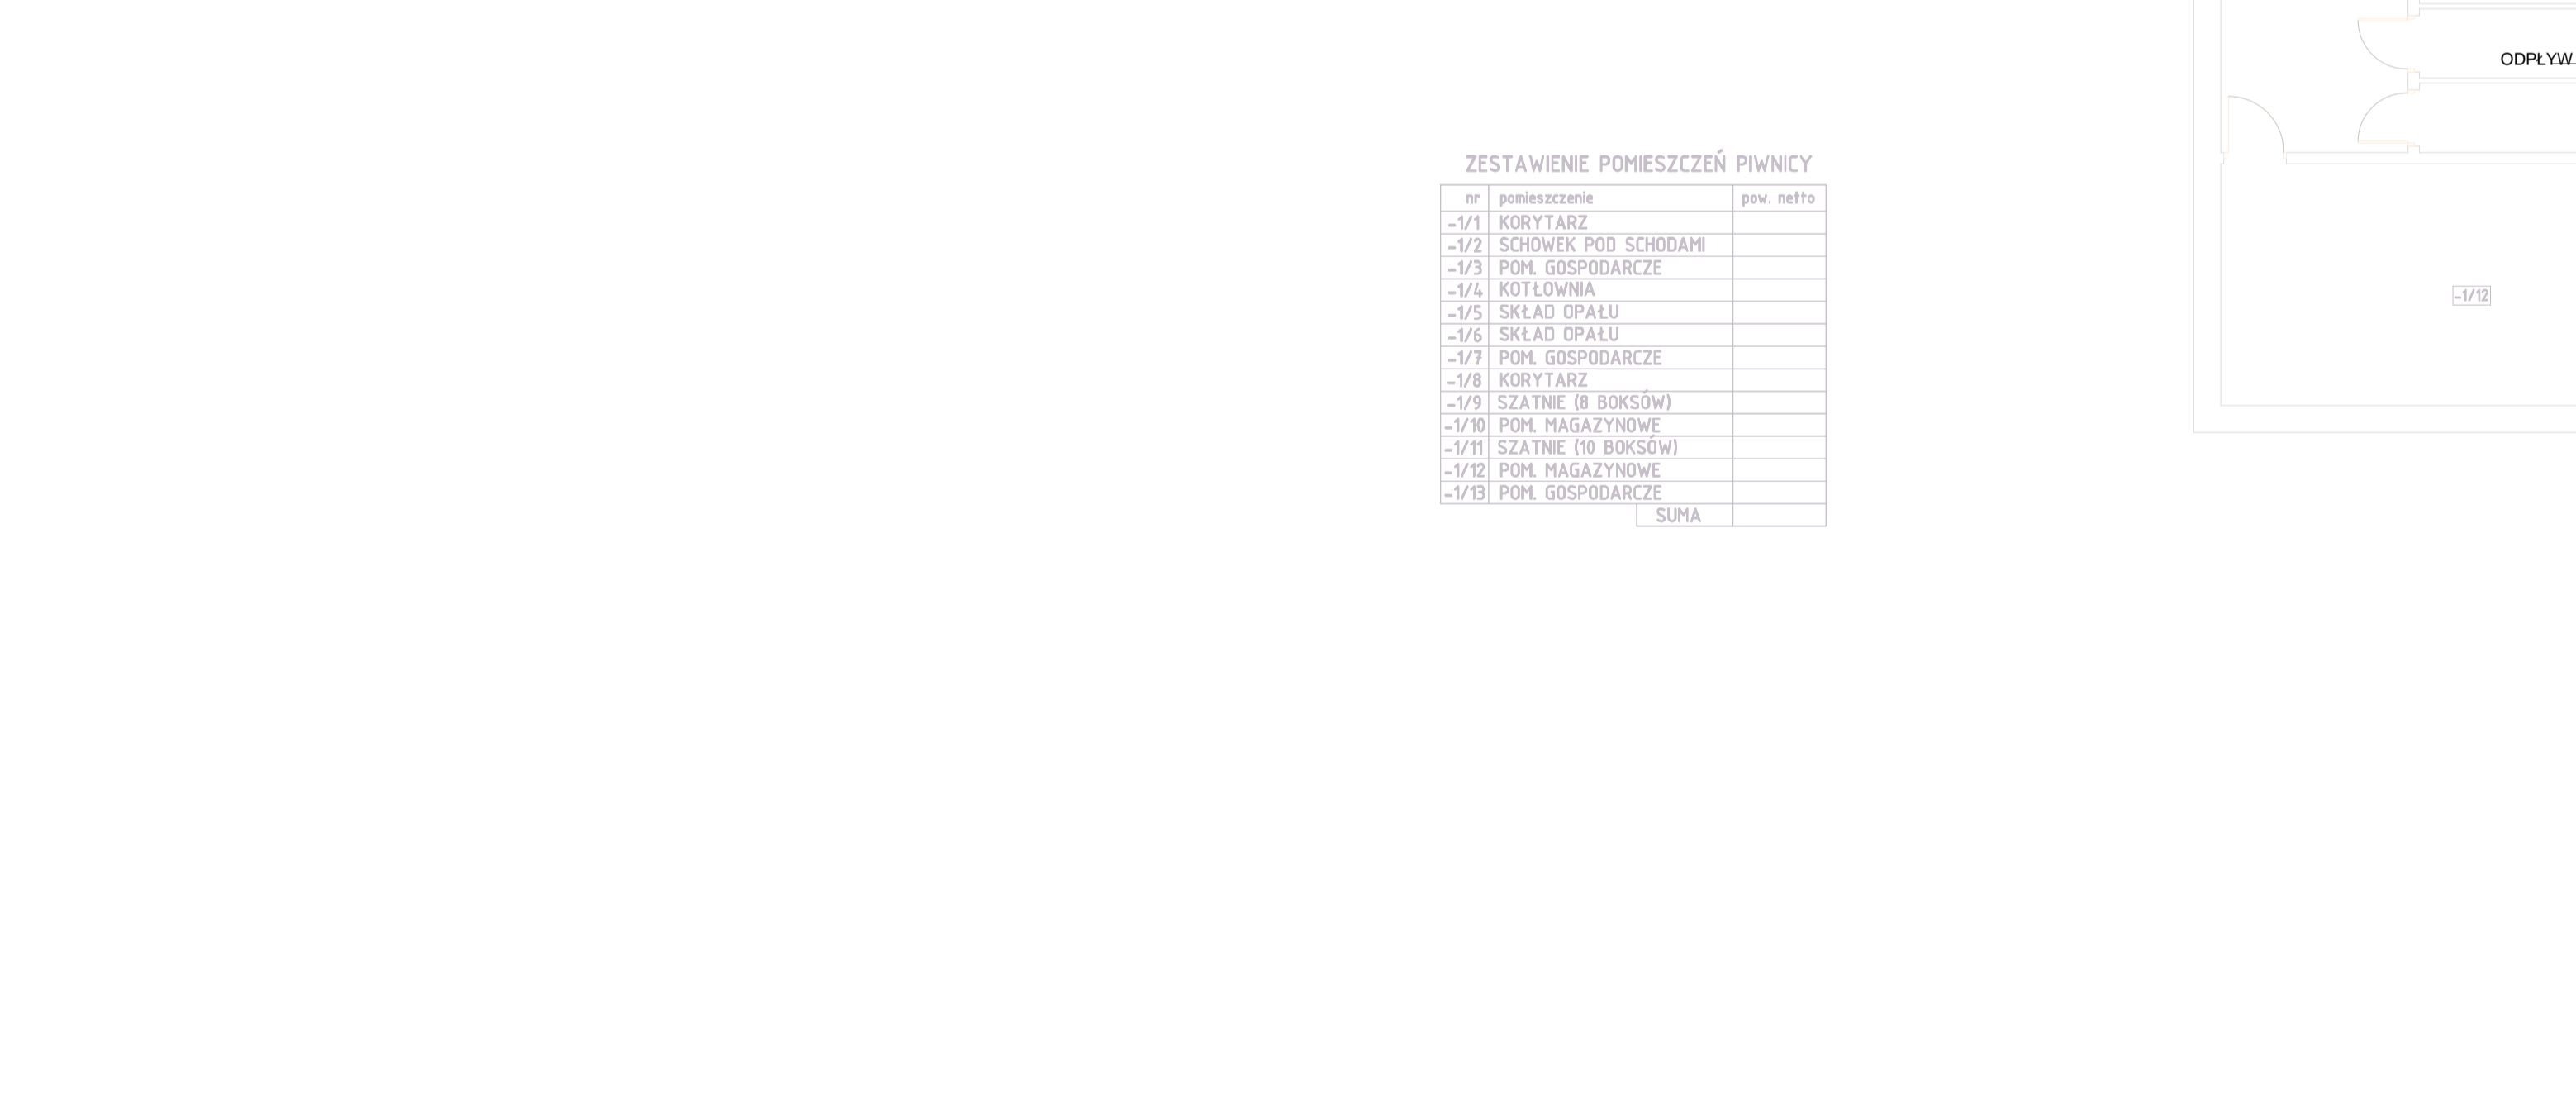 ODPŁYW
ZESTAWIENIE POMIESZCZEŃ PIWNICY
nr pomieszczenie pow. netto
-1/1 KORYTARZ
-1/2 SCHOWEK POD SCHODAMI
-1/3 POM. GOSPODARCZE
-1/4 KOTŁOWNIA
-1/5 SKŁAD OPAŁU
-1/6 SKŁAD OPAŁU
-1/7 POM. GOSPODARCZE
-1/8 KORYTARZ
-1/9 SZATNIE (8 BOKSÓW)
-1/10 POM. MAGAZYNOWE
-1/11 SZATNIE (10 BOKSÓW)
-1/12 POM. MAGAZYNOWE
-1/13 POM. GOSPODARCZE
SUMA
-1/12